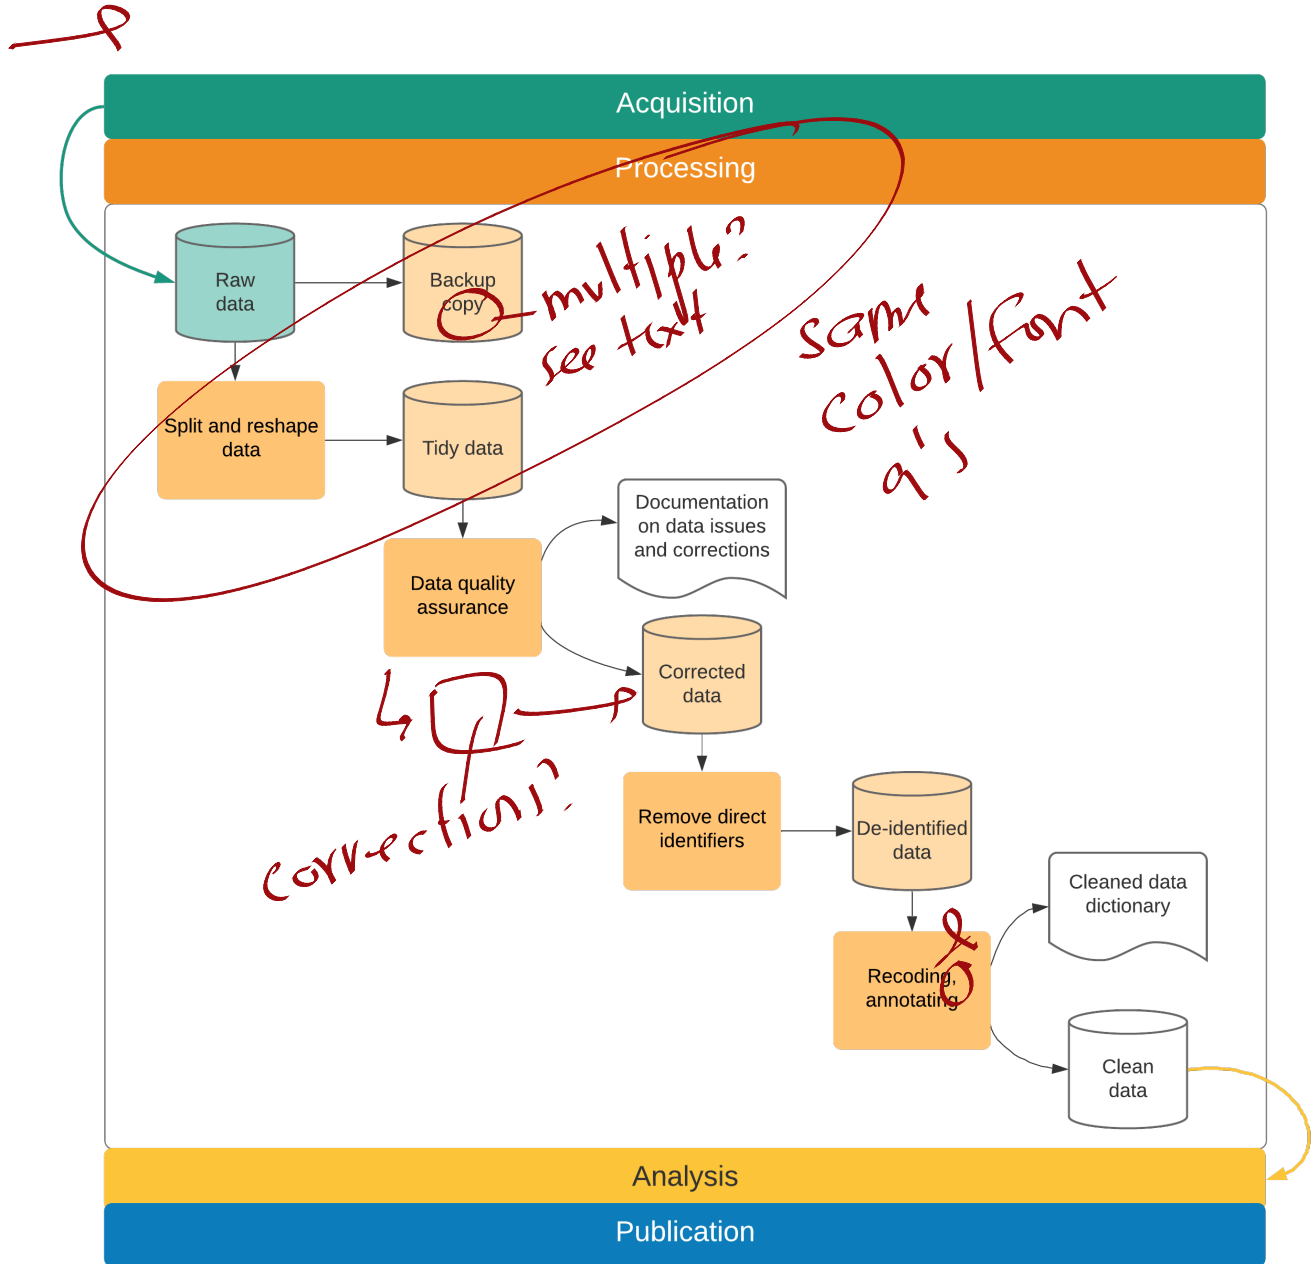 Acquisition
Processing
Raw
data
Backup
copy
multiple?
see text
same
color/font
q's
Split and reshape
data
Tidy data
Documentation
on data issues
and corrections
Data quality
assurance
Corrected
data
correction?
Remove direct
identifiers
De-identified
data
Cleaned data
dictionary
Recoding,
annotating
Clean
data
Analysis
Publication